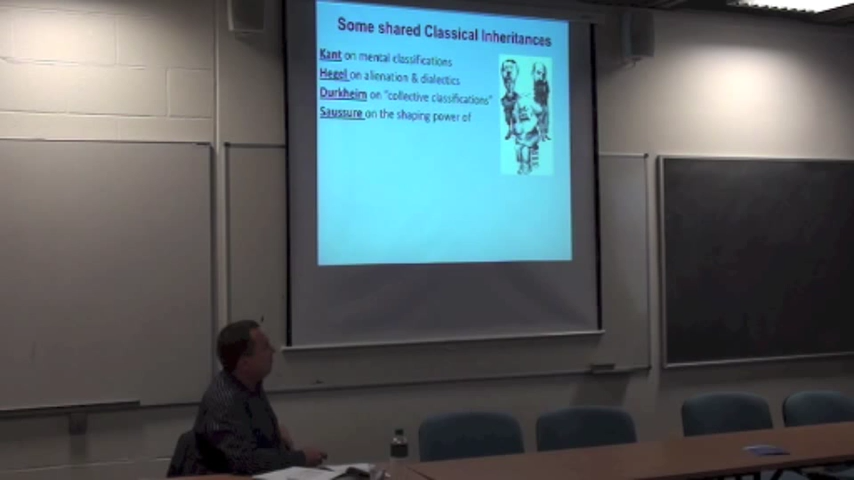 Some shared Classical Inheritances
Kant on mental classifications
Hegel on alienation & dialectics
Durkheim on "collective classifications"
Saussure on the shaping power of